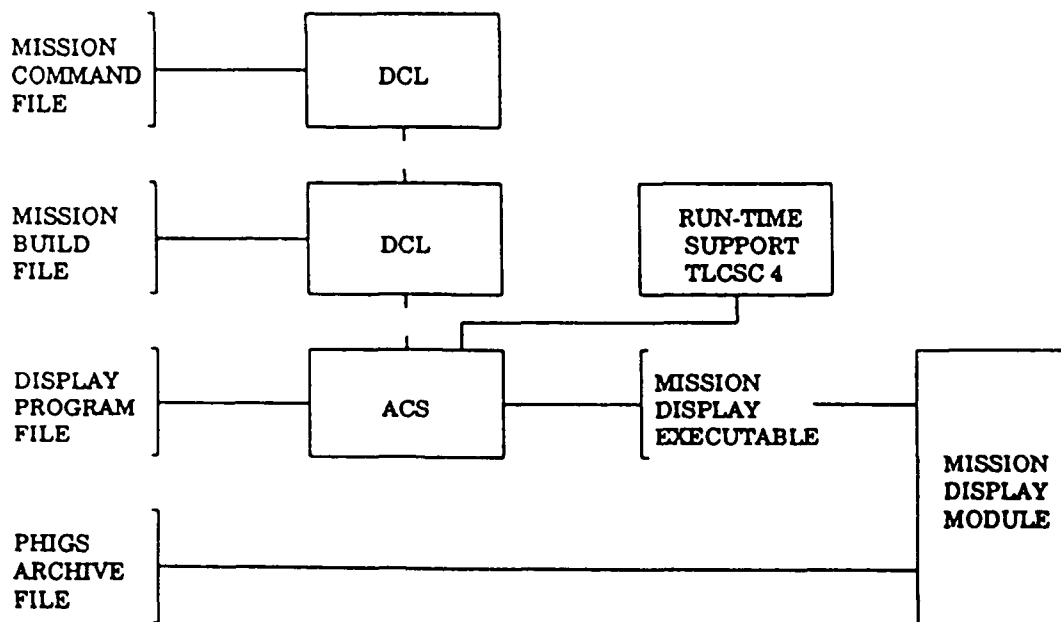 MISSION
COMMAND
FILE
DCL
MISSION
BUILD
FILE
DCL
RUN-TIME
SUPPORT
TLCSC 4
DISPLAY
PROGRAM
FILE
ACS
MISSION
DISPLAY
EXECUTABLE
MISSION
DISPLAY
MODULE
PHIGS
ARCHIVE
FILE